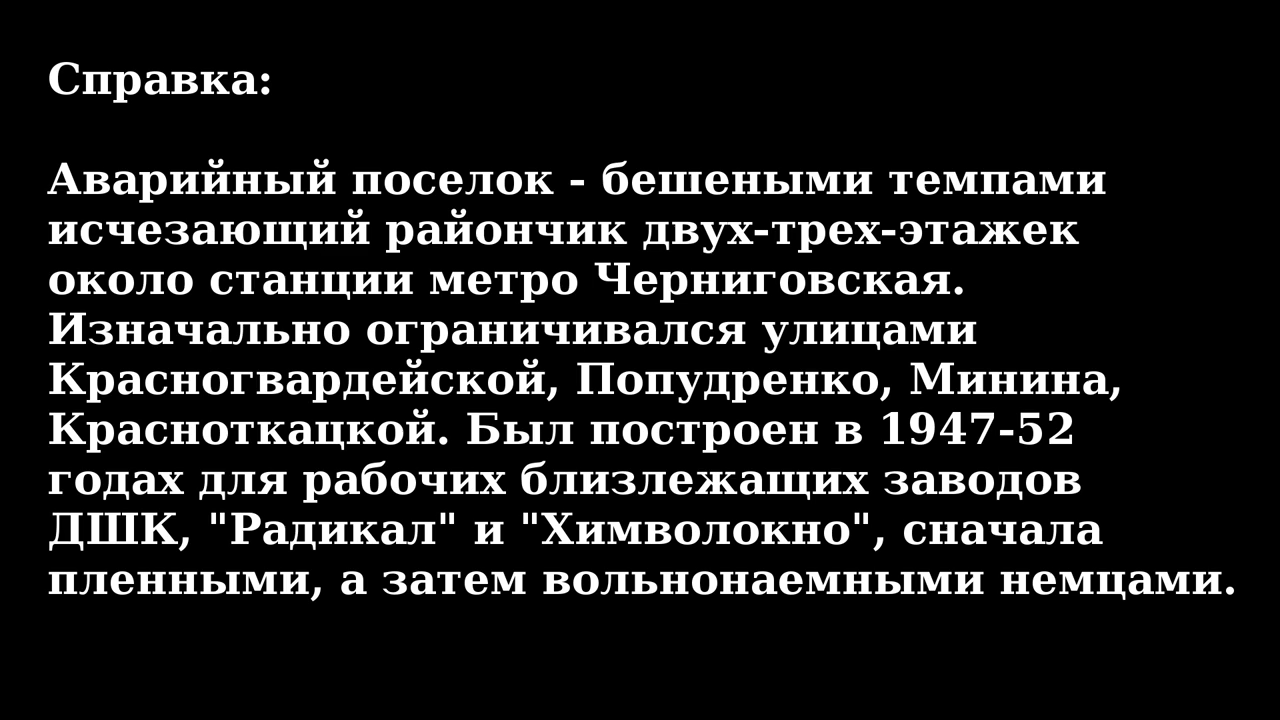 Справка:
Аварийный поселок - бешеными темпами
исчезающий райончик двух-трех-этажек
около станции метро Черниговская.
Изначально ограничивался улицами
Красногвардейской, Попудренко, Минина,
Красноткацкой. Был построен в 1947-52
годах для рабочих близлежащих заводов
ДШК, "Радикал" и "Химволокно", сначала
пленными, а затем вольнонаемными немцами.